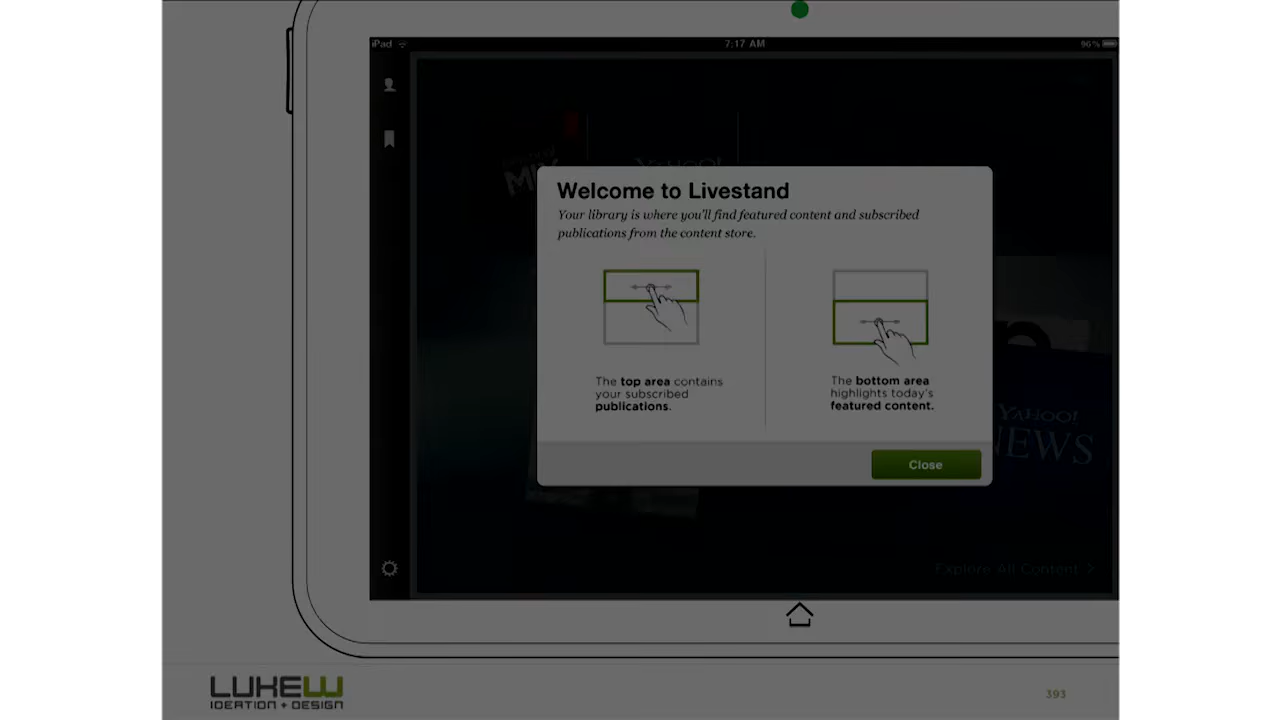 iPad
7:17 AM
96%
YAHOO!
Welcome to Livestand
Your library is where you'll find featured content and subscribed
publications from the content store.
The top area contains
your subscribed
publications.
The bottom area
highlights today's
featured content.
YAHOO!
NEWS
Close
Explore All Content >
LUKEW
IDEATION + DESIGN
393